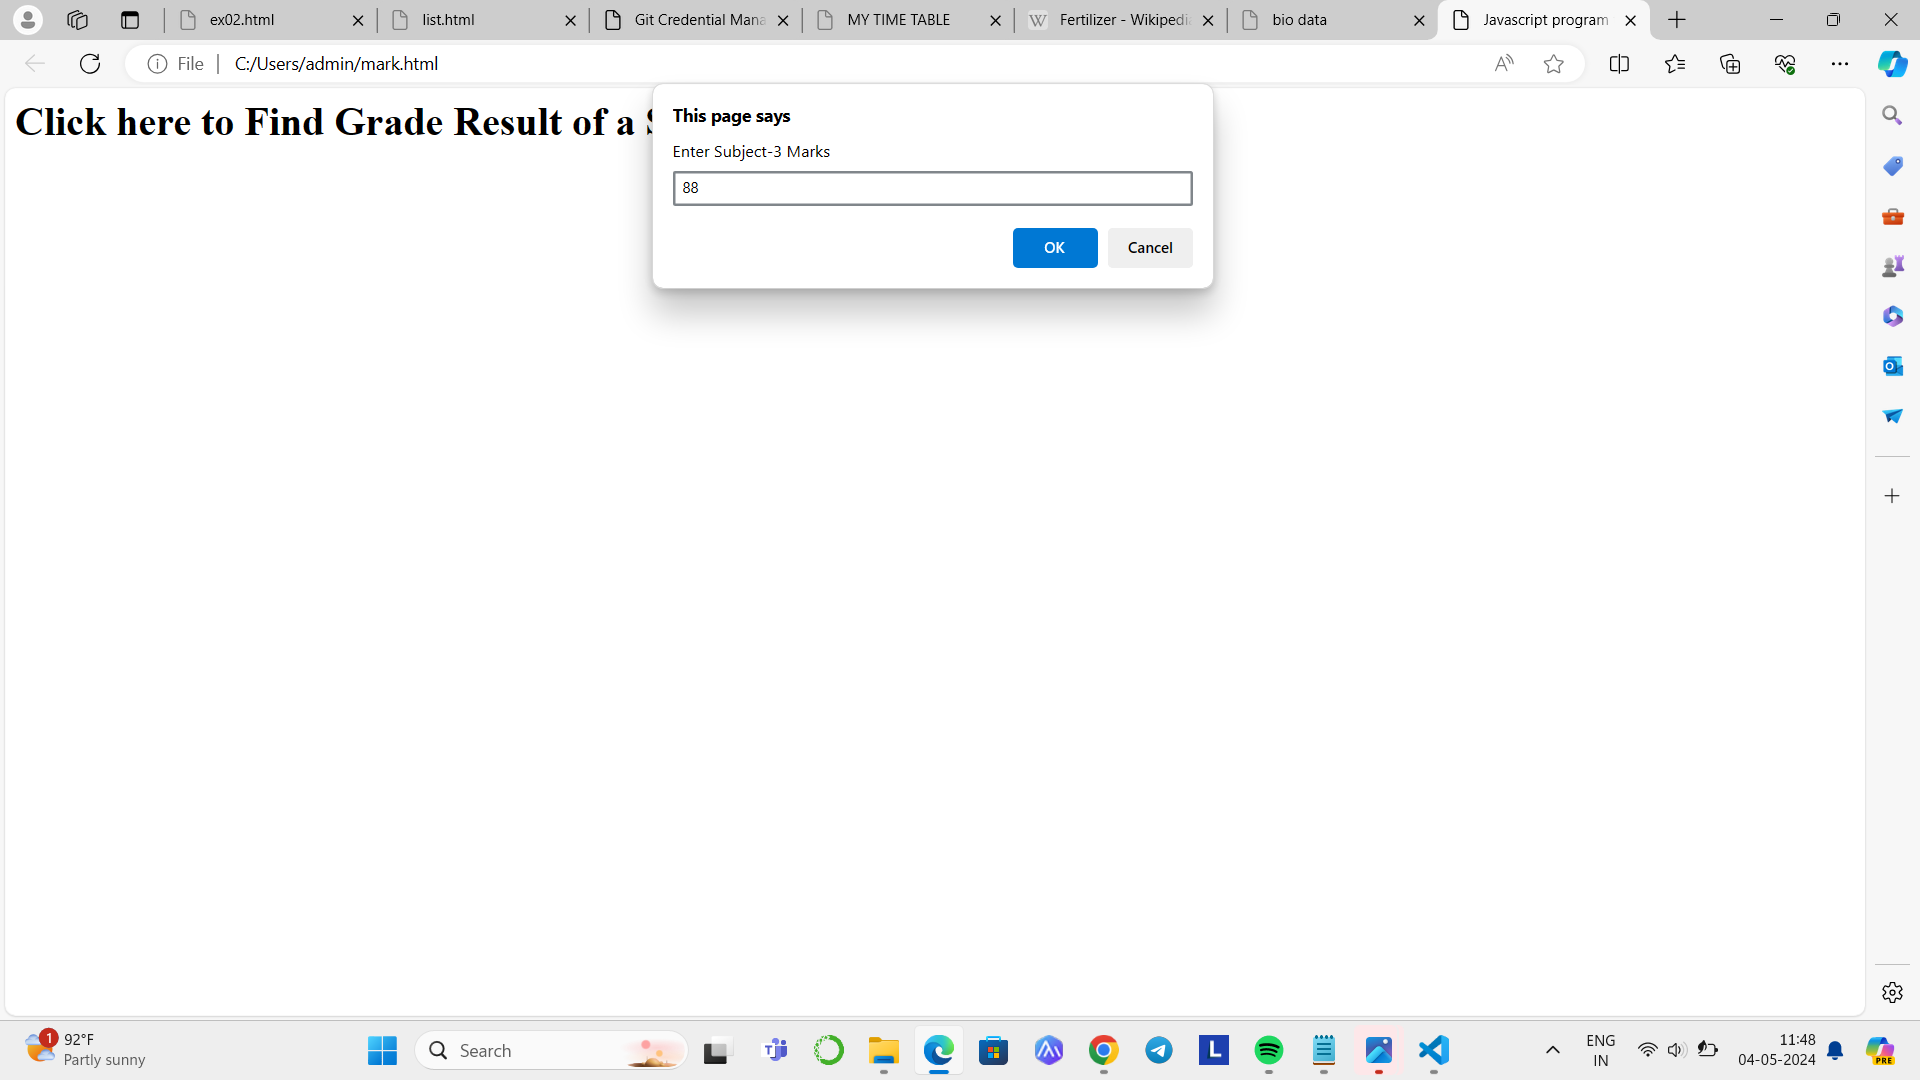 ex02.html
list.html
Git Credential Mana
MY TIME TABLE
Fertilizer - Wikipedi
bio data
Javascript program
File
C:/Users/admin/mark.html
Click here to Find Grade Result of a
This page says
Enter Subject-3 Marks
88
OK
Cancel
1
92°F
Partly sunny
Search
L
ENG
IN
11:48
04-05-2024
PRE